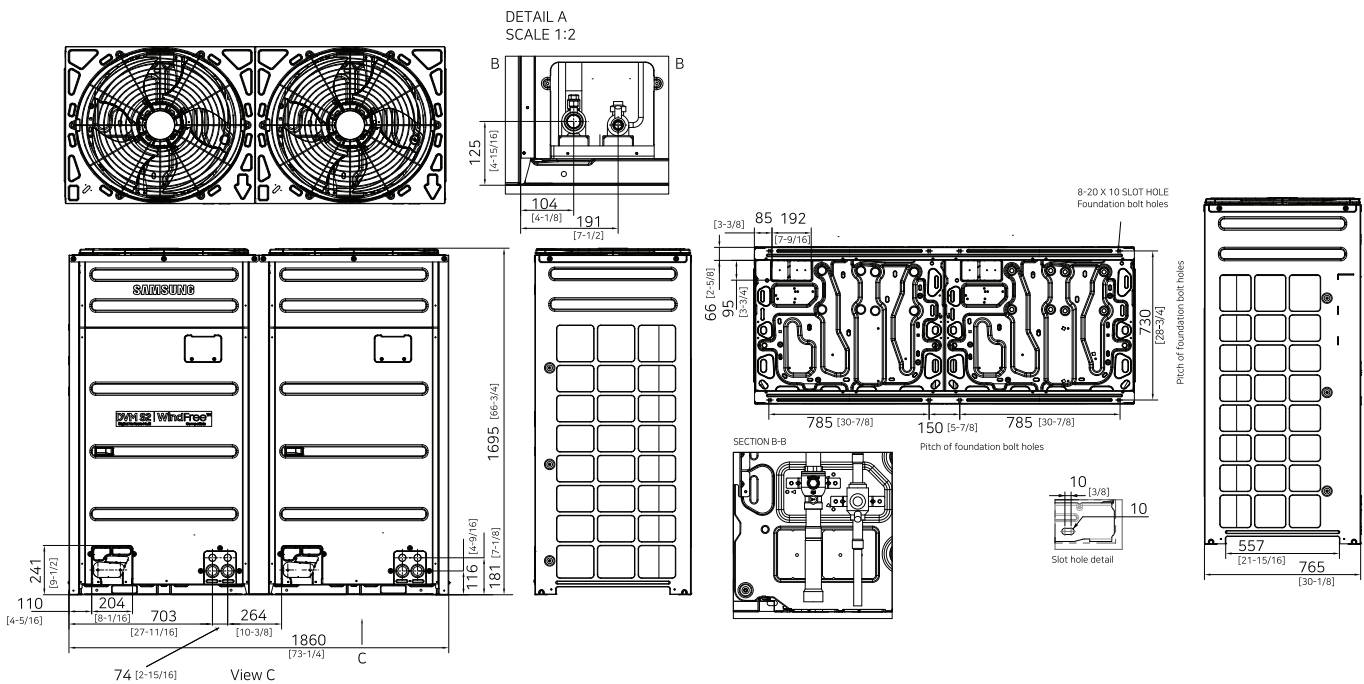 DETAIL A
SCALE 1:2
B
B
125
[4-15/16]
104
[4-1/8]
191
[7-1/2]
8-20 X 10 SLOT HOLE
Foundation bolt holes
[3-3/8]
85
192
[7-9/16]
66 [2-5/8]
95
[3-3/4]
730
[28-3/4]
Pitch of foundation bolt holes
785 [30-7/8]
150 [5-7/8]
785 [30-7/8]
Pitch of foundation bolt holes
SAMSUNG
DVM S2 WindFree™
1695 [66-3/4]
241
[9-1/2]
110
[4-5/16]
204
[8-1/16]
703
[27-11/16]
264
[10-3/8]
1860
[73-1/4]
74 [2-15/16]
116 [4-9/16]
181 [7-1/8]
View C
C
SECTION B-B
10
[3/8]
10
Slot hole detail
557
[21-15/16]
765
[30-1/8]